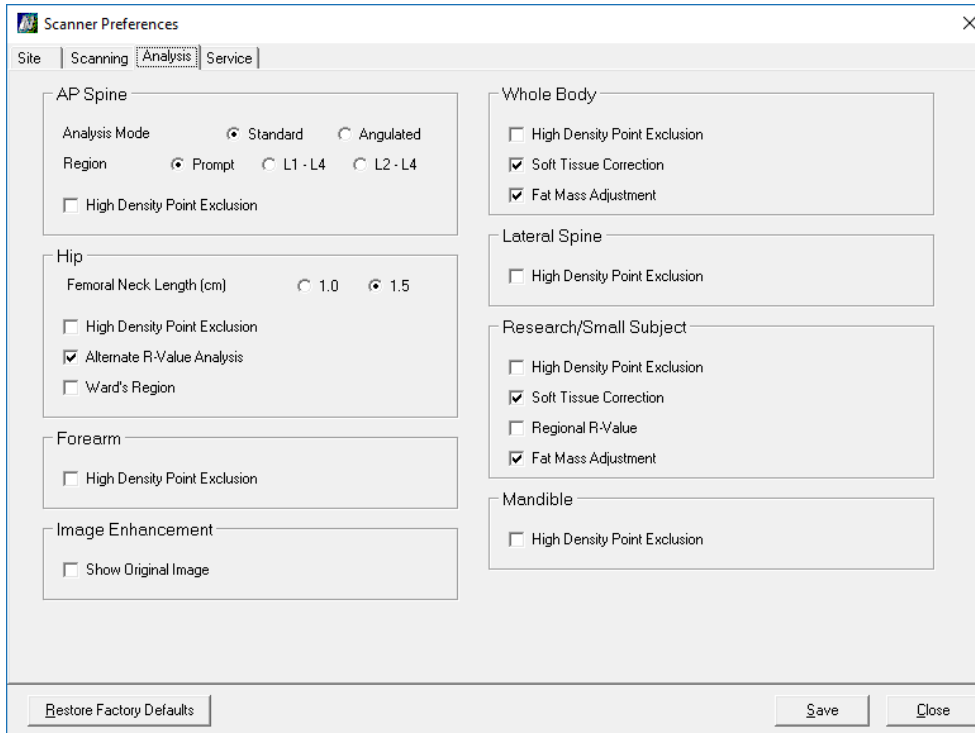 Scanner Preferences
Site Scanning Analysis Service
AP Spine
Analysis Mode Standard Angulated
Region Prompt L1 - L4 L2 - L4
High Density Point Exclusion
Hip
Femoral Neck Length (cm) 1.0 1.5
High Density Point Exclusion
Alternate R-Value Analysis
Ward's Region
Forearm
High Density Point Exclusion
Image Enhancement
Show Original Image
Whole Body
High Density Point Exclusion
Soft Tissue Correction
Fat Mass Adjustment
Lateral Spine
High Density Point Exclusion
Research/Small Subject
High Density Point Exclusion
Soft Tissue Correction
Regional R-Value
Fat Mass Adjustment
Mandible
High Density Point Exclusion
Restore Factory Defaults Save Close